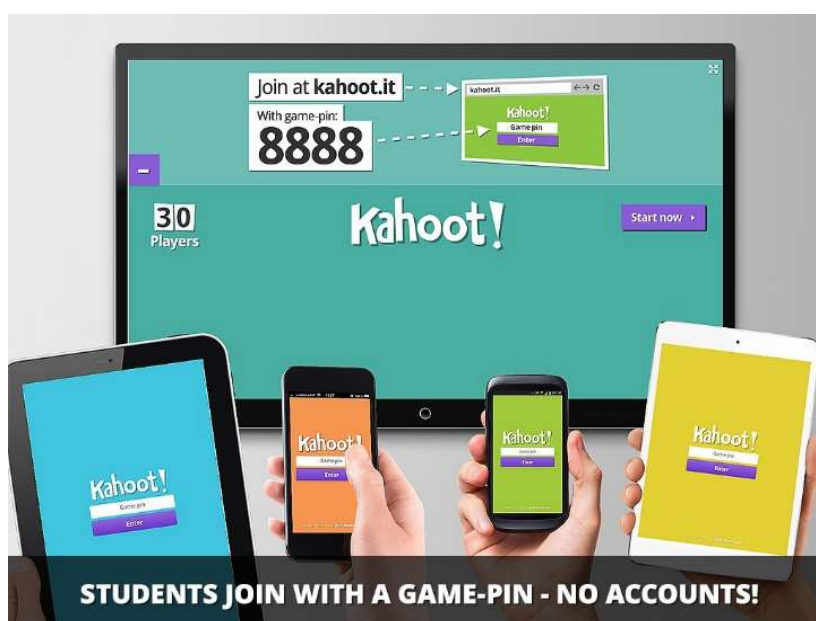 Join at kahoot.it
With game-pin:
8888
kahoot.it
Kahoot!
Game pin
Enter
30
Players
Kahoot!
Start now
Kahoot!
Game-pin
Enter
Kahoot!
Game-pin
Enter
Kahoot!
Game-pin
Enter
Kahoot!
Game-pin
Enter
STUDENTS JOIN WITH A GAME-PIN - NO ACCOUNTS!